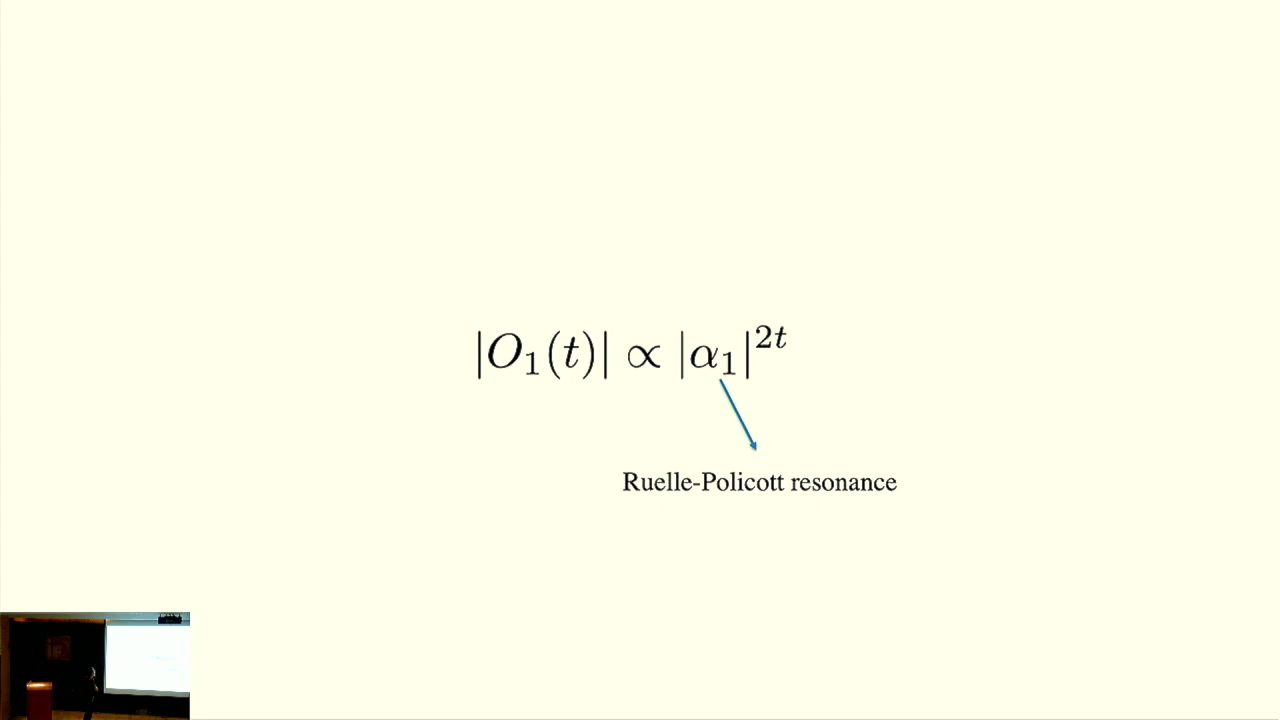 |O₁(t)| ∝ |α₁|²ᵗ
Ruelle-Policott resonance